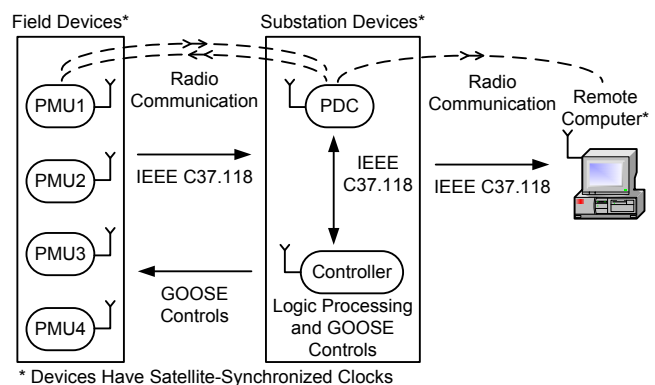 Field Devices*
Substation Devices*
PMU1
Radio
Communication
PDC
Radio
Communication
Remote
Computer*
PMU2
IEEE C37.118
IEEE
C37.118
IEEE C37.118
PMU3
GOOSE
Controls
Controller
Logic Processing
and GOOSE
Controls
PMU4
* Devices Have Satellite-Synchronized Clocks